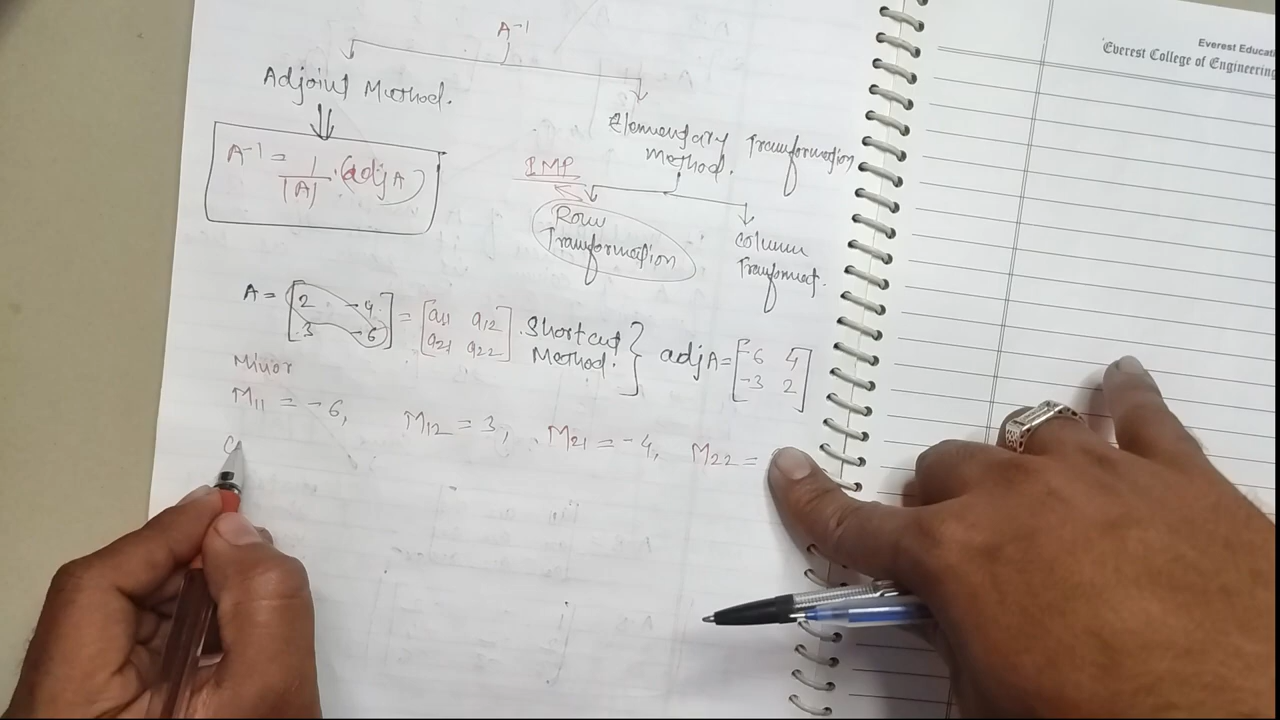 A⁻¹
Adjoint Method.
Elementary Transformation Method.
A⁻¹ = 1/|A| · (adj A)
IMP
Row Transformation
Column Transformat.
A = [2 -4; 3 -6] = [a11 a12; a21 a22] . Shortcut Method. } adj A = [-6 4; -3 2]
Minor
M11 = -6, M12 = 3, M21 = -4, M22 =
Everest Educati
Everest College of Engineering